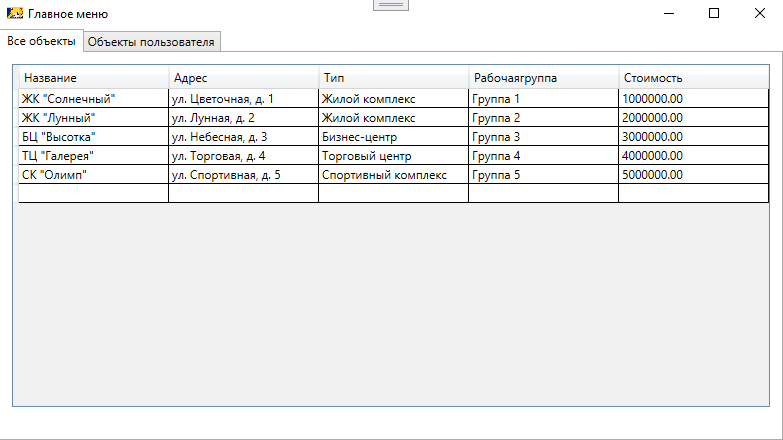 Главное меню
Все объекты Объекты пользователя
Название Адрес Тип Рабочаягруппа Стоимость
ЖК "Солнечный" ул. Цветочная, д. 1 Жилой комплекс Группа 1 1000000.00
ЖК "Лунный" ул. Лунная, д. 2 Жилой комплекс Группа 2 2000000.00
БЦ "Высотка" ул. Небесная, д. 3 Бизнес-центр Группа 3 3000000.00
ТЦ "Галерея" ул. Торговая, д. 4 Торговый центр Группа 4 4000000.00
СК "Олимп" ул. Спортивная, д. 5 Спортивный комплекс Группа 5 5000000.00